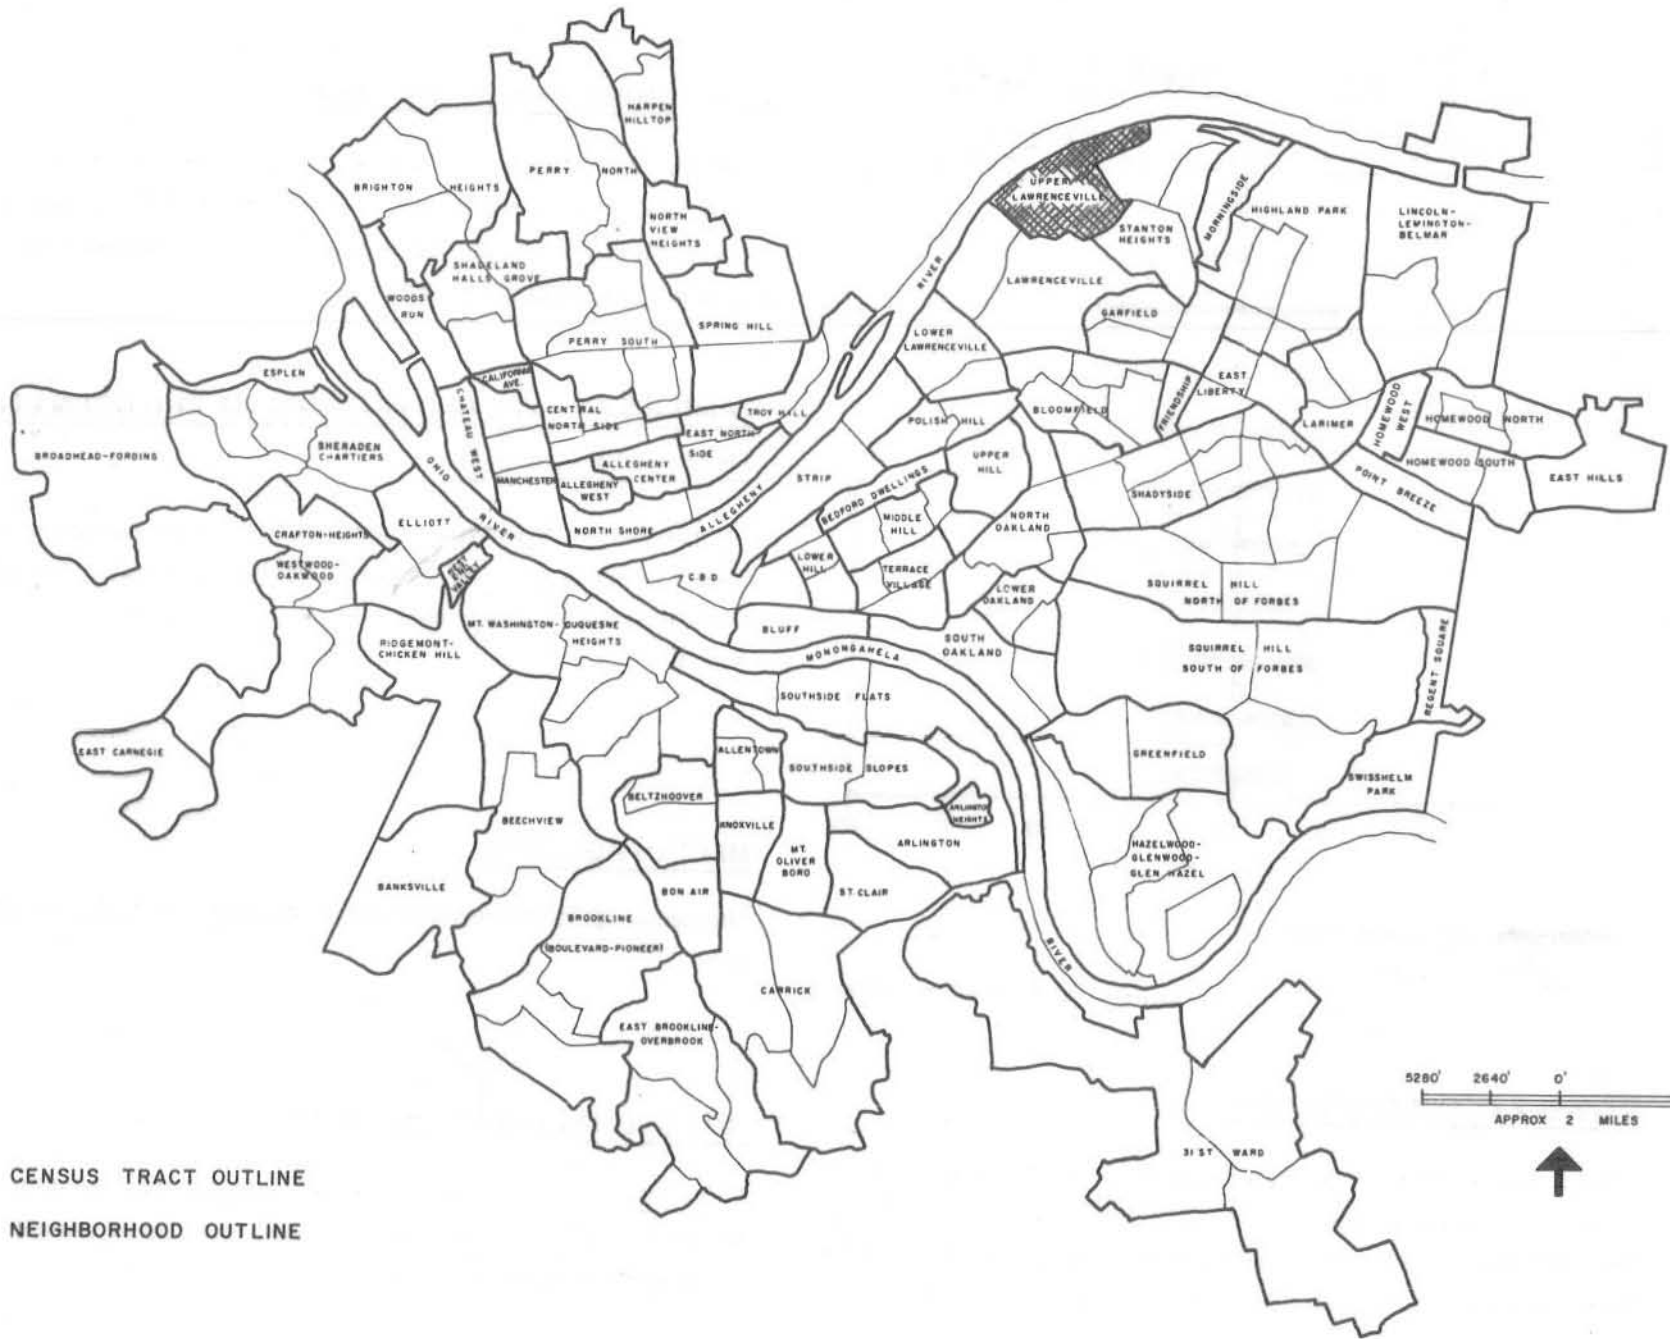 HARPEN
HILLTOP
PERRY NORTH
BRIGHTON HEIGHTS
NORTH
VIEW
HEIGHTS
UPPER
LAWRENCEVILLE
MORNINGSIDE
HIGHLAND PARK
LINCOLN-
LEMINGTON-
BELMAR
STANTON
HEIGHTS
SHADELAND
HALLS GROVE
WOODS
RUN
RIVER
LAWRENCEVILLE
GARFIELD
SPRING HILL
PERRY SOUTH
LOWER
LAWRENCEVILLE
ESPLEN
CALIFORNIA
AVE.
CHATEAU WEST
CENTRAL
NORTH SIDE
TROY HILL
EAST NORTH
SIDE
POLISH HILL
BLOOMFIELD
FRIENDSHIP
EAST
LIBERTY
LARIMER
HOMEWOOD
WEST
HOMEWOOD NORTH
HOMEWOOD SOUTH
EAST HILLS
POINT BREEZE
BROADHEAD-FORDING
SHERADEN
CHARTIERS
OHIO
RIVER
MANCHESTER
ALLEGHENY
WEST
ALLEGHENY
CENTER
NORTH SHORE
ALLEGHENY
STRIP
UPPER
HILL
BEDFORD DWELLINGS
MIDDLE
HILL
NORTH
OAKLAND
SHADYSIDE
ELLIOTT
CRAFTON-HEIGHTS
WESTWOOD-
OAKWOOD
WEST
END
VALLEY
C.B.D
LOWER
HILL
TERRACE
VILLAGE
LOWER
OAKLAND
SQUIRREL HILL
NORTH OF FORBES
MT. WASHINGTON-DUQUESNE
HEIGHTS
BLUFF
SOUTH
OAKLAND
MONONGAHELA
RIDGEMONT-
CHICKEN HILL
SQUIRREL HILL
SOUTH OF FORBES
REGENT SQUARE
SOUTHSIDE FLATS
EAST CARNEGIE
ALLENTOWN
SOUTHSIDE SLOPES
GREENFIELD
SWISSHELM
PARK
BELTZHOOVER
ARLINGTON
HEIGHTS
BEECHVIEW
KNOXVILLE
MT.
OLIVER
BORO
ARLINGTON
HAZELWOOD-
GLENWOOD-
GLEN HAZEL
BANKSVILLE
BON AIR
ST. CLAIR
BROOKLINE
(BOULEVARD-PIONEER)
RIVER
CARRICK
EAST BROOKLINE-
OVERBROOK
31 ST WARD
5280' 2640' 0'
APPROX 2 MILES
CENSUS TRACT OUTLINE
NEIGHBORHOOD OUTLINE